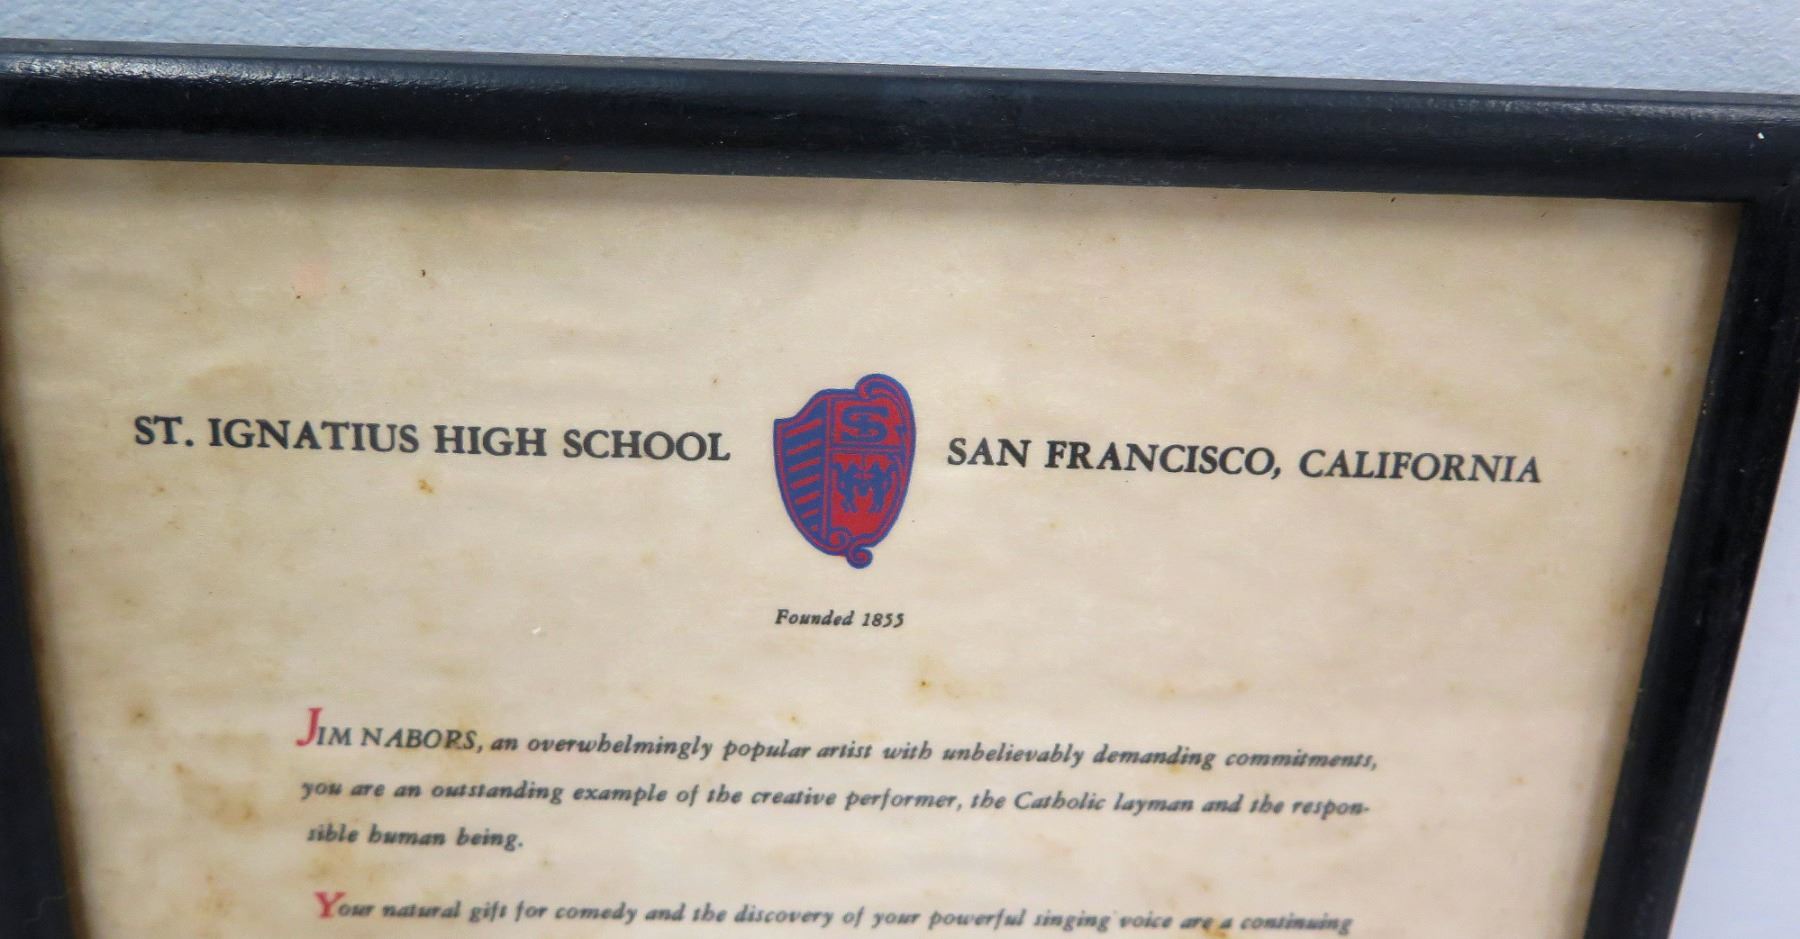 ST. IGNATIUS HIGH SCHOOL SI SAN FRANCISCO, CALIFORNIA
Founded 1855
JIM NABORS, an overwhelmingly popular artist with unbelievably demanding commitments,
you are an outstanding example of the creative performer, the Catholic layman and the respon-
sible human being.
Your natural gift for comedy and the discovery of your powerful singing voice are a continuing